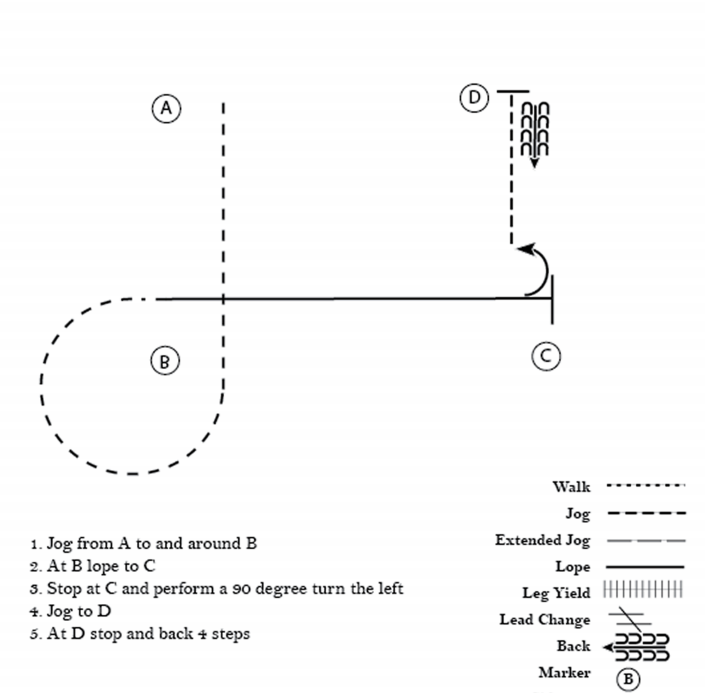 A
D
B
C
1. Jog from A to and around B
2. At B lope to C
3. Stop at C and perform a 90 degree turn the left
4. Jog to D
5. At D stop and back 4 steps
Walk
Jog
Extended Jog
Lope
Leg Yield
Lead Change
Back
Marker B